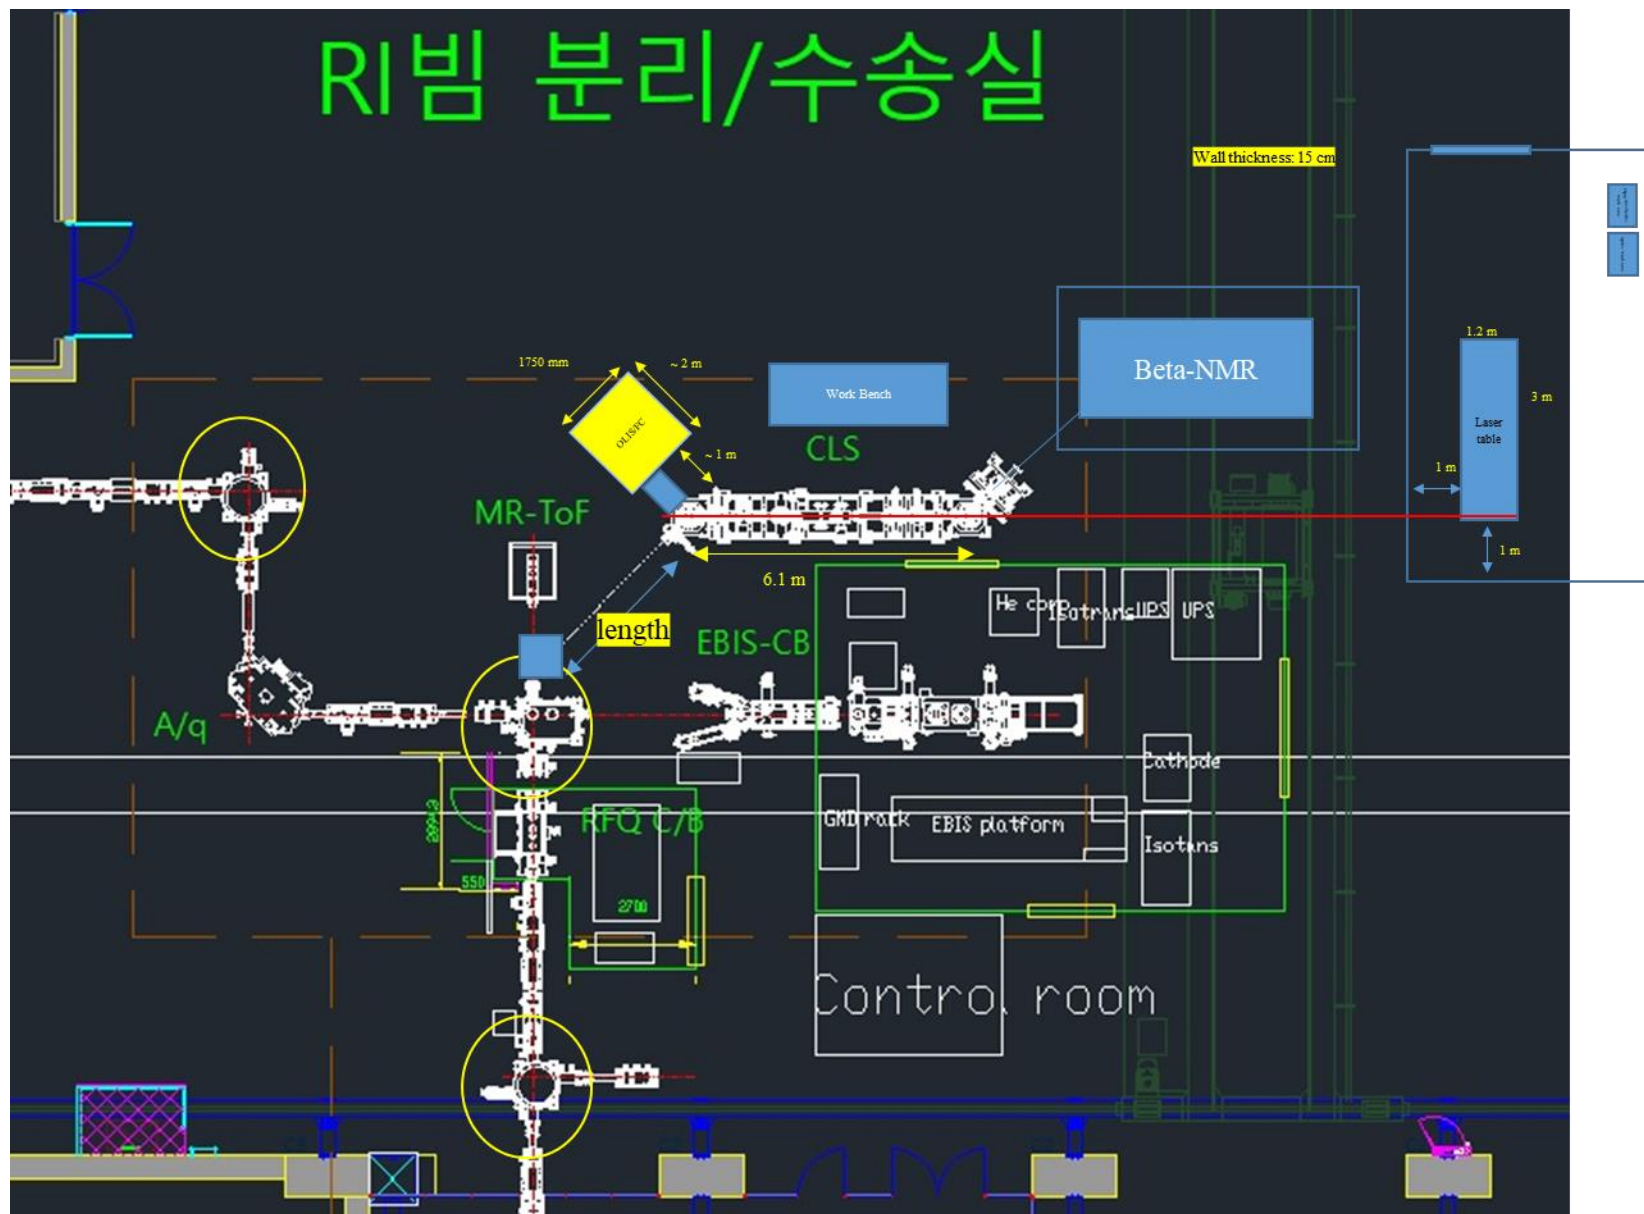 RI빔 분리/수송실
Wall thickness: 15 cm
1.2 m
1750 mm
~ 2 m
Beta-NMR
Work Bench
3 m
OLIS/FC
Laser
table
CLS
~ 1 m
1 m
MR-ToF
1 m
6.1 m
He comp
Isotrans
UPS
UPS
length
EBIS-CB
A/q
Cathode
RFQ C/B
GND rack
EBIS platform
Isotans
550
2700
Control room